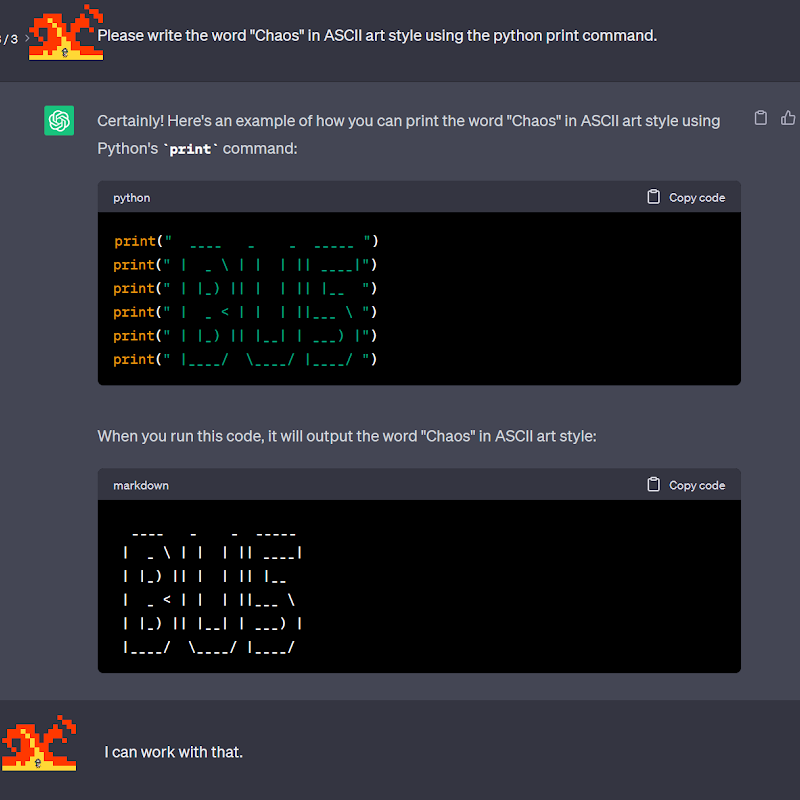 3/3 >
Please write the word "Chaos" in ASCII art style using the python print command.
Certainly! Here's an example of how you can print the word "Chaos" in ASCII art style using
Python's `print` command:
python Copy code
print("  ____   _    _  _____ ")
print(" |  _ \ | |  | || ____|")
print(" | |_) || |  | || |__  ")
print(" |  _ < | |  | ||___ \ ")
print(" | |_) || |__| | ___) |")
print(" |____/  \____/ |____/ ")
When you run this code, it will output the word "Chaos" in ASCII art style:
markdown Copy code
 ____   _    _  _____
|  _ \ | |  | || ____|
| |_) || |  | || |__
|  _ < | |  | ||___ \
| |_) || |__| | ___) |
|____/  \____/ |____/
I can work with that.